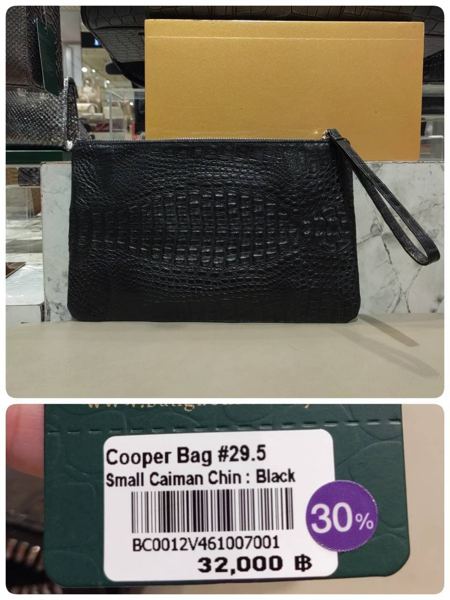 Cooper Bag #29.5
Small Caiman Chin : Black
30%
BC0012V461007001
32,000 ฿